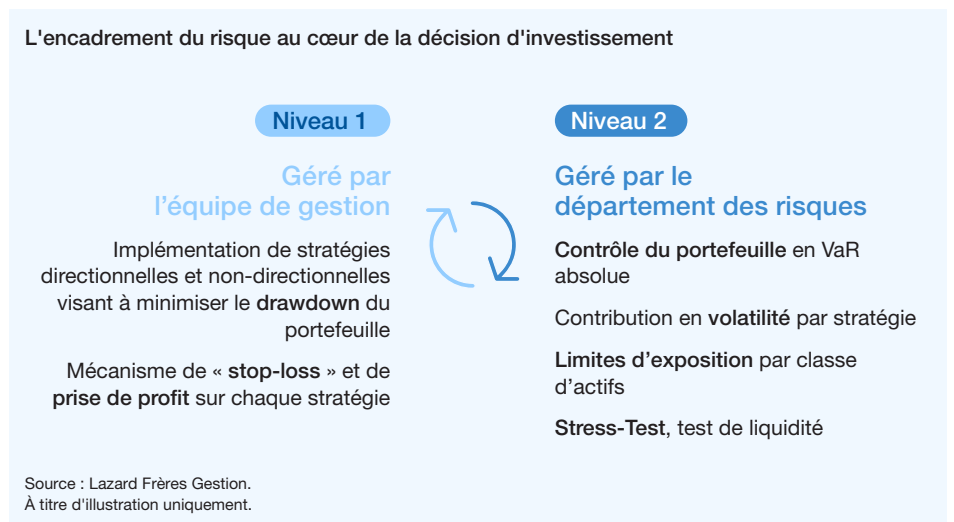 L'encadrement du risque au cœur de la décision d'investissement
Niveau 1
Géré par
l’équipe de gestion
Implémentation de stratégies
directionnelles et non-directionnelles
visant à minimiser le drawdown du
portefeuille
Mécanisme de « stop-loss » et de
prise de profit sur chaque stratégie
Niveau 2
Géré par le
département des risques
Contrôle du portefeuille en VaR
absolue
Contribution en volatilité par stratégie
Limites d’exposition par classe
d’actifs
Stress-Test, test de liquidité
Source : Lazard Frères Gestion.
À titre d'illustration uniquement.